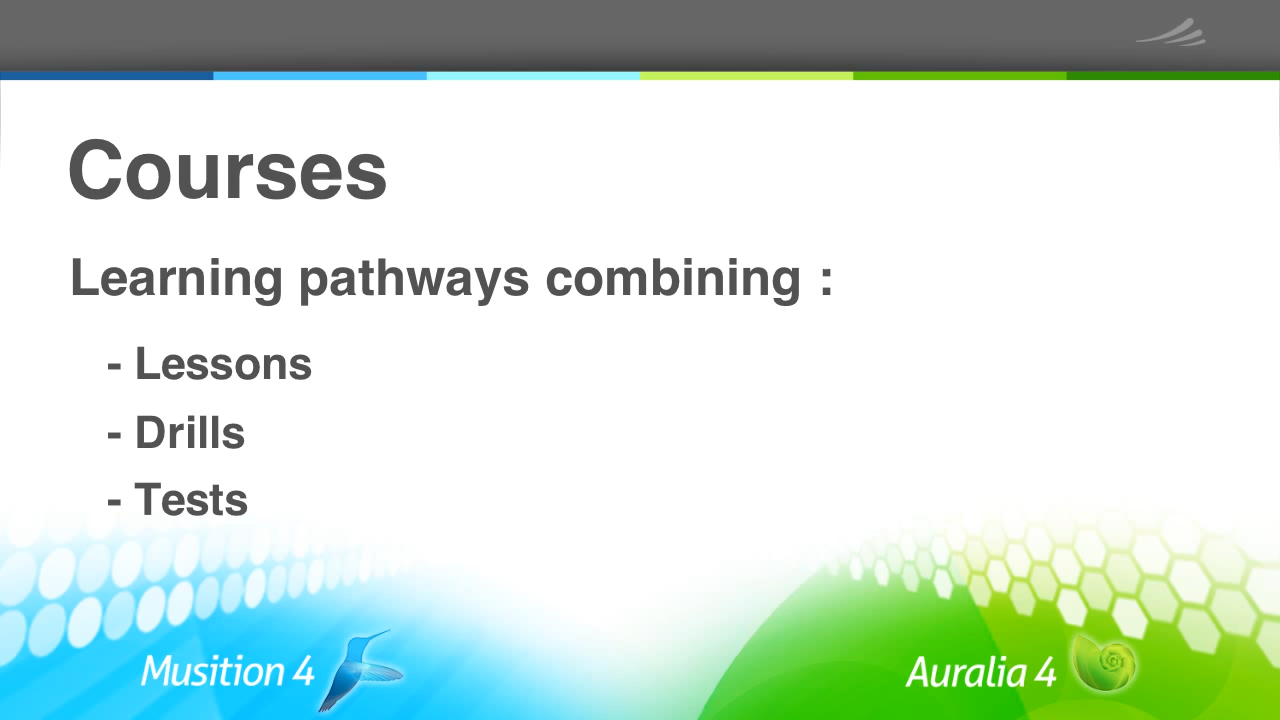 Courses
Learning pathways combining :
- Lessons
- Drills
- Tests
Musition 4
Auralia 4